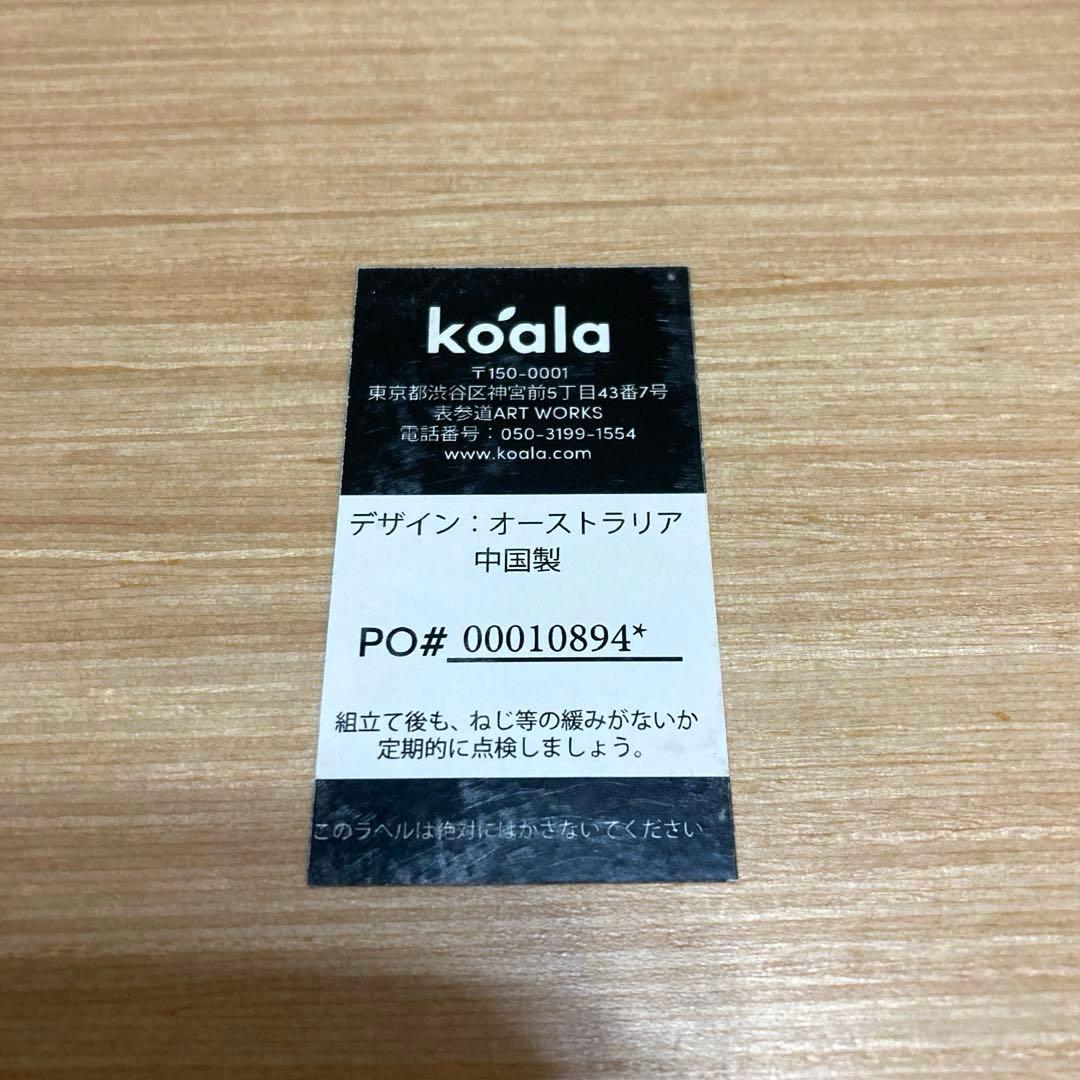 koala
〒150-0001
東京都渋谷区神宮前5丁目43番7号
表参道ART WORKS
電話番号：050-3199-1554
www.koala.com
デザイン：オーストラリア
中国製
PO# 00010894*
組立て後も、ねじ等の緩みがないか
定期的に点検しましょう。
このラベルは絶対にはがさないでください